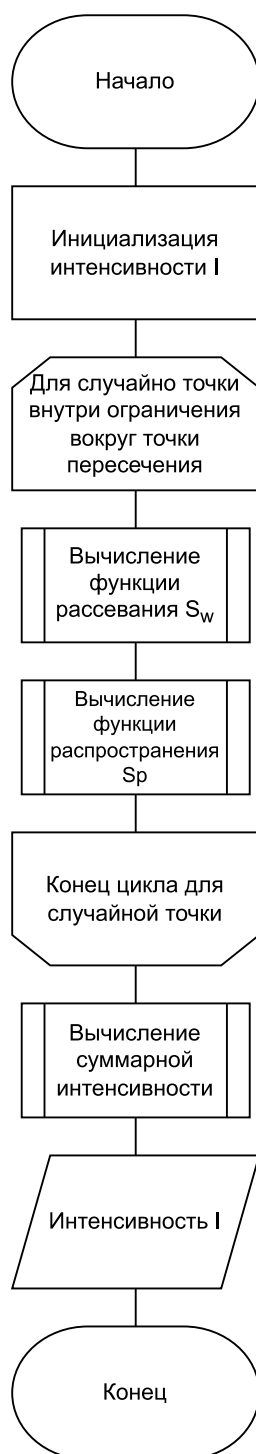 Начало
Инициализация
интенсивности I
Для случайно точки
внутри ограничения
вокруг точки
пересечения
Вычисление
функции
рассевания S_w
Вычисление
функции
распространения
Sp
Конец цикла для
случайной точки
Вычисление
суммарной
интенсивности
Интенсивность I
Конец